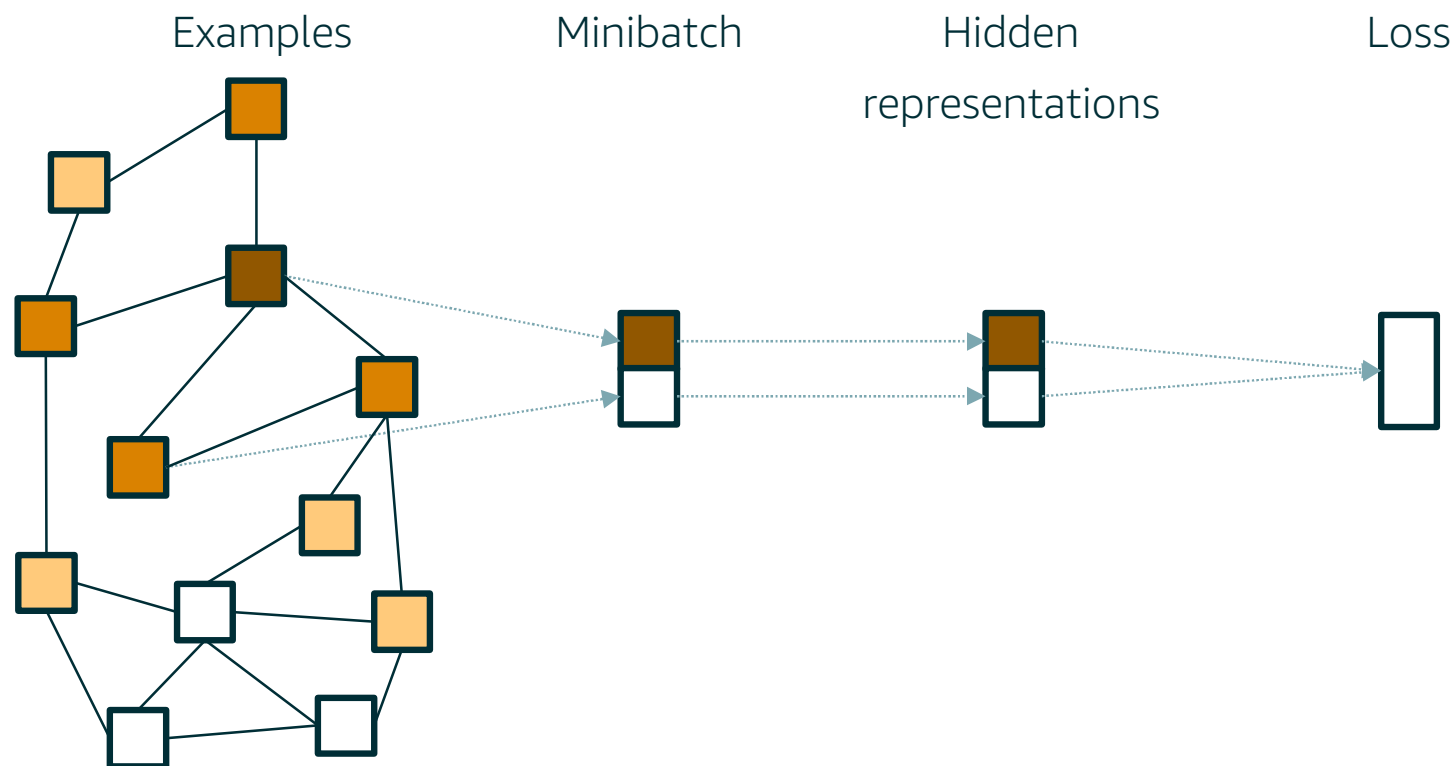 Examples
Minibatch
Hidden
representations
Loss